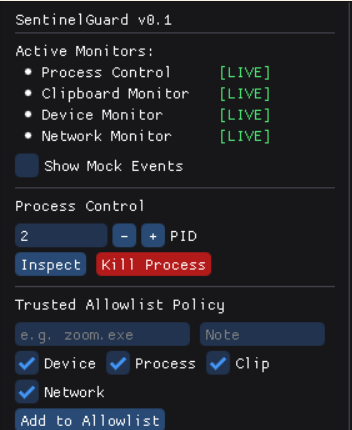 SentinelGuard v0.1
Active Monitors:
• Process Control [LIVE]
• Clipboard Monitor [LIVE]
• Device Monitor [LIVE]
• Network Monitor [LIVE]
Show Mock Events
Process Control
2 - + PID
Inspect Kill Process
Trusted Allowlist Policy
e.g. zoom.exe Note
Device Process Clip
Network
Add to Allowlist